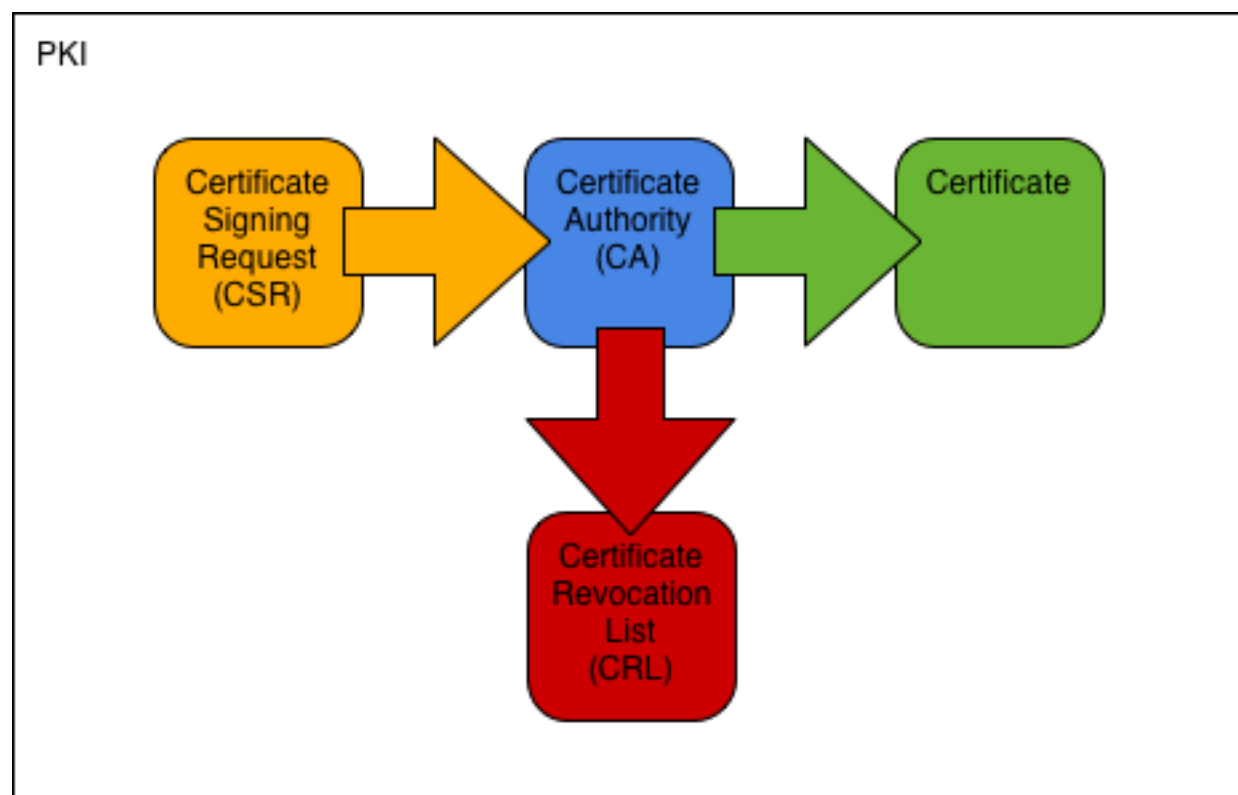 PKI
Certificate
Signing
Request
(CSR)
Certificate
Authority
(CA)
Certificate
Certificate
Revocation
List
(CRL)